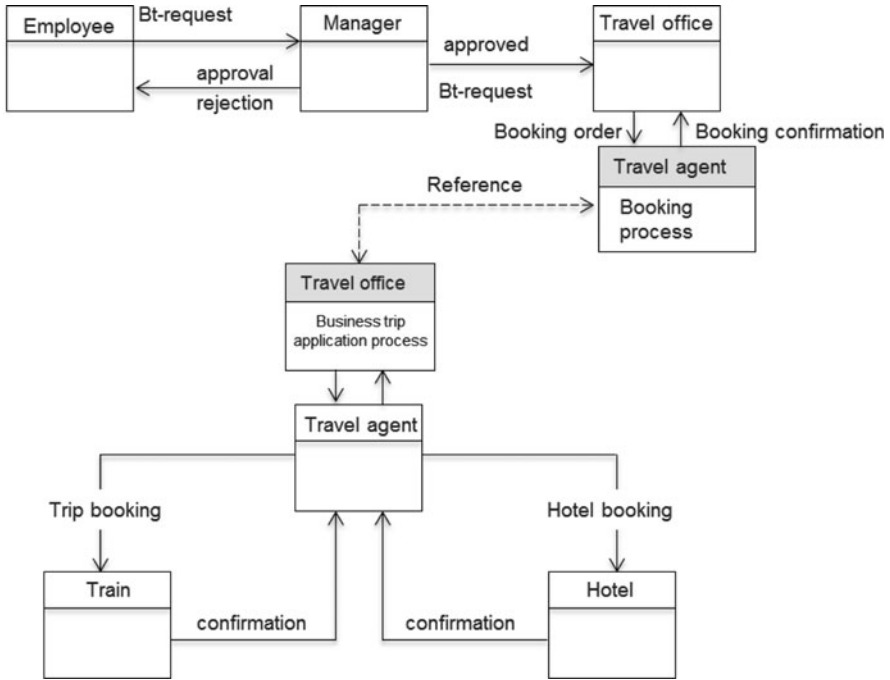 Employee
Bt-request
Manager
Travel office
approved
approval
rejection
Bt-request
Booking order
Booking confirmation
Travel agent
Reference
Booking
process
Travel office
Business trip
application process
Travel agent
Trip booking
Hotel booking
Train
Hotel
confirmation
confirmation